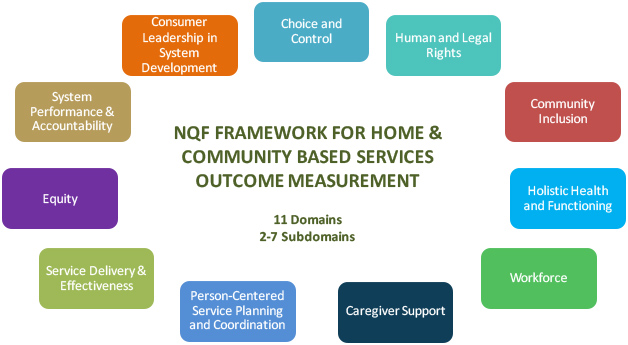 Consumer
Leadership in
System
Development
Choice and
Control
Human and Legal
Rights
System
Performance &
Accountability
Community
Inclusion
NQF FRAMEWORK FOR HOME &
COMMUNITY BASED SERVICES
OUTCOME MEASUREMENT
Equity
Holistic Health
and Functioning
11 Domains
2-7 Subdomains
Service Delivery &
Effectiveness
Workforce
Person-Centered
Service Planning
and Coordination
Caregiver Support